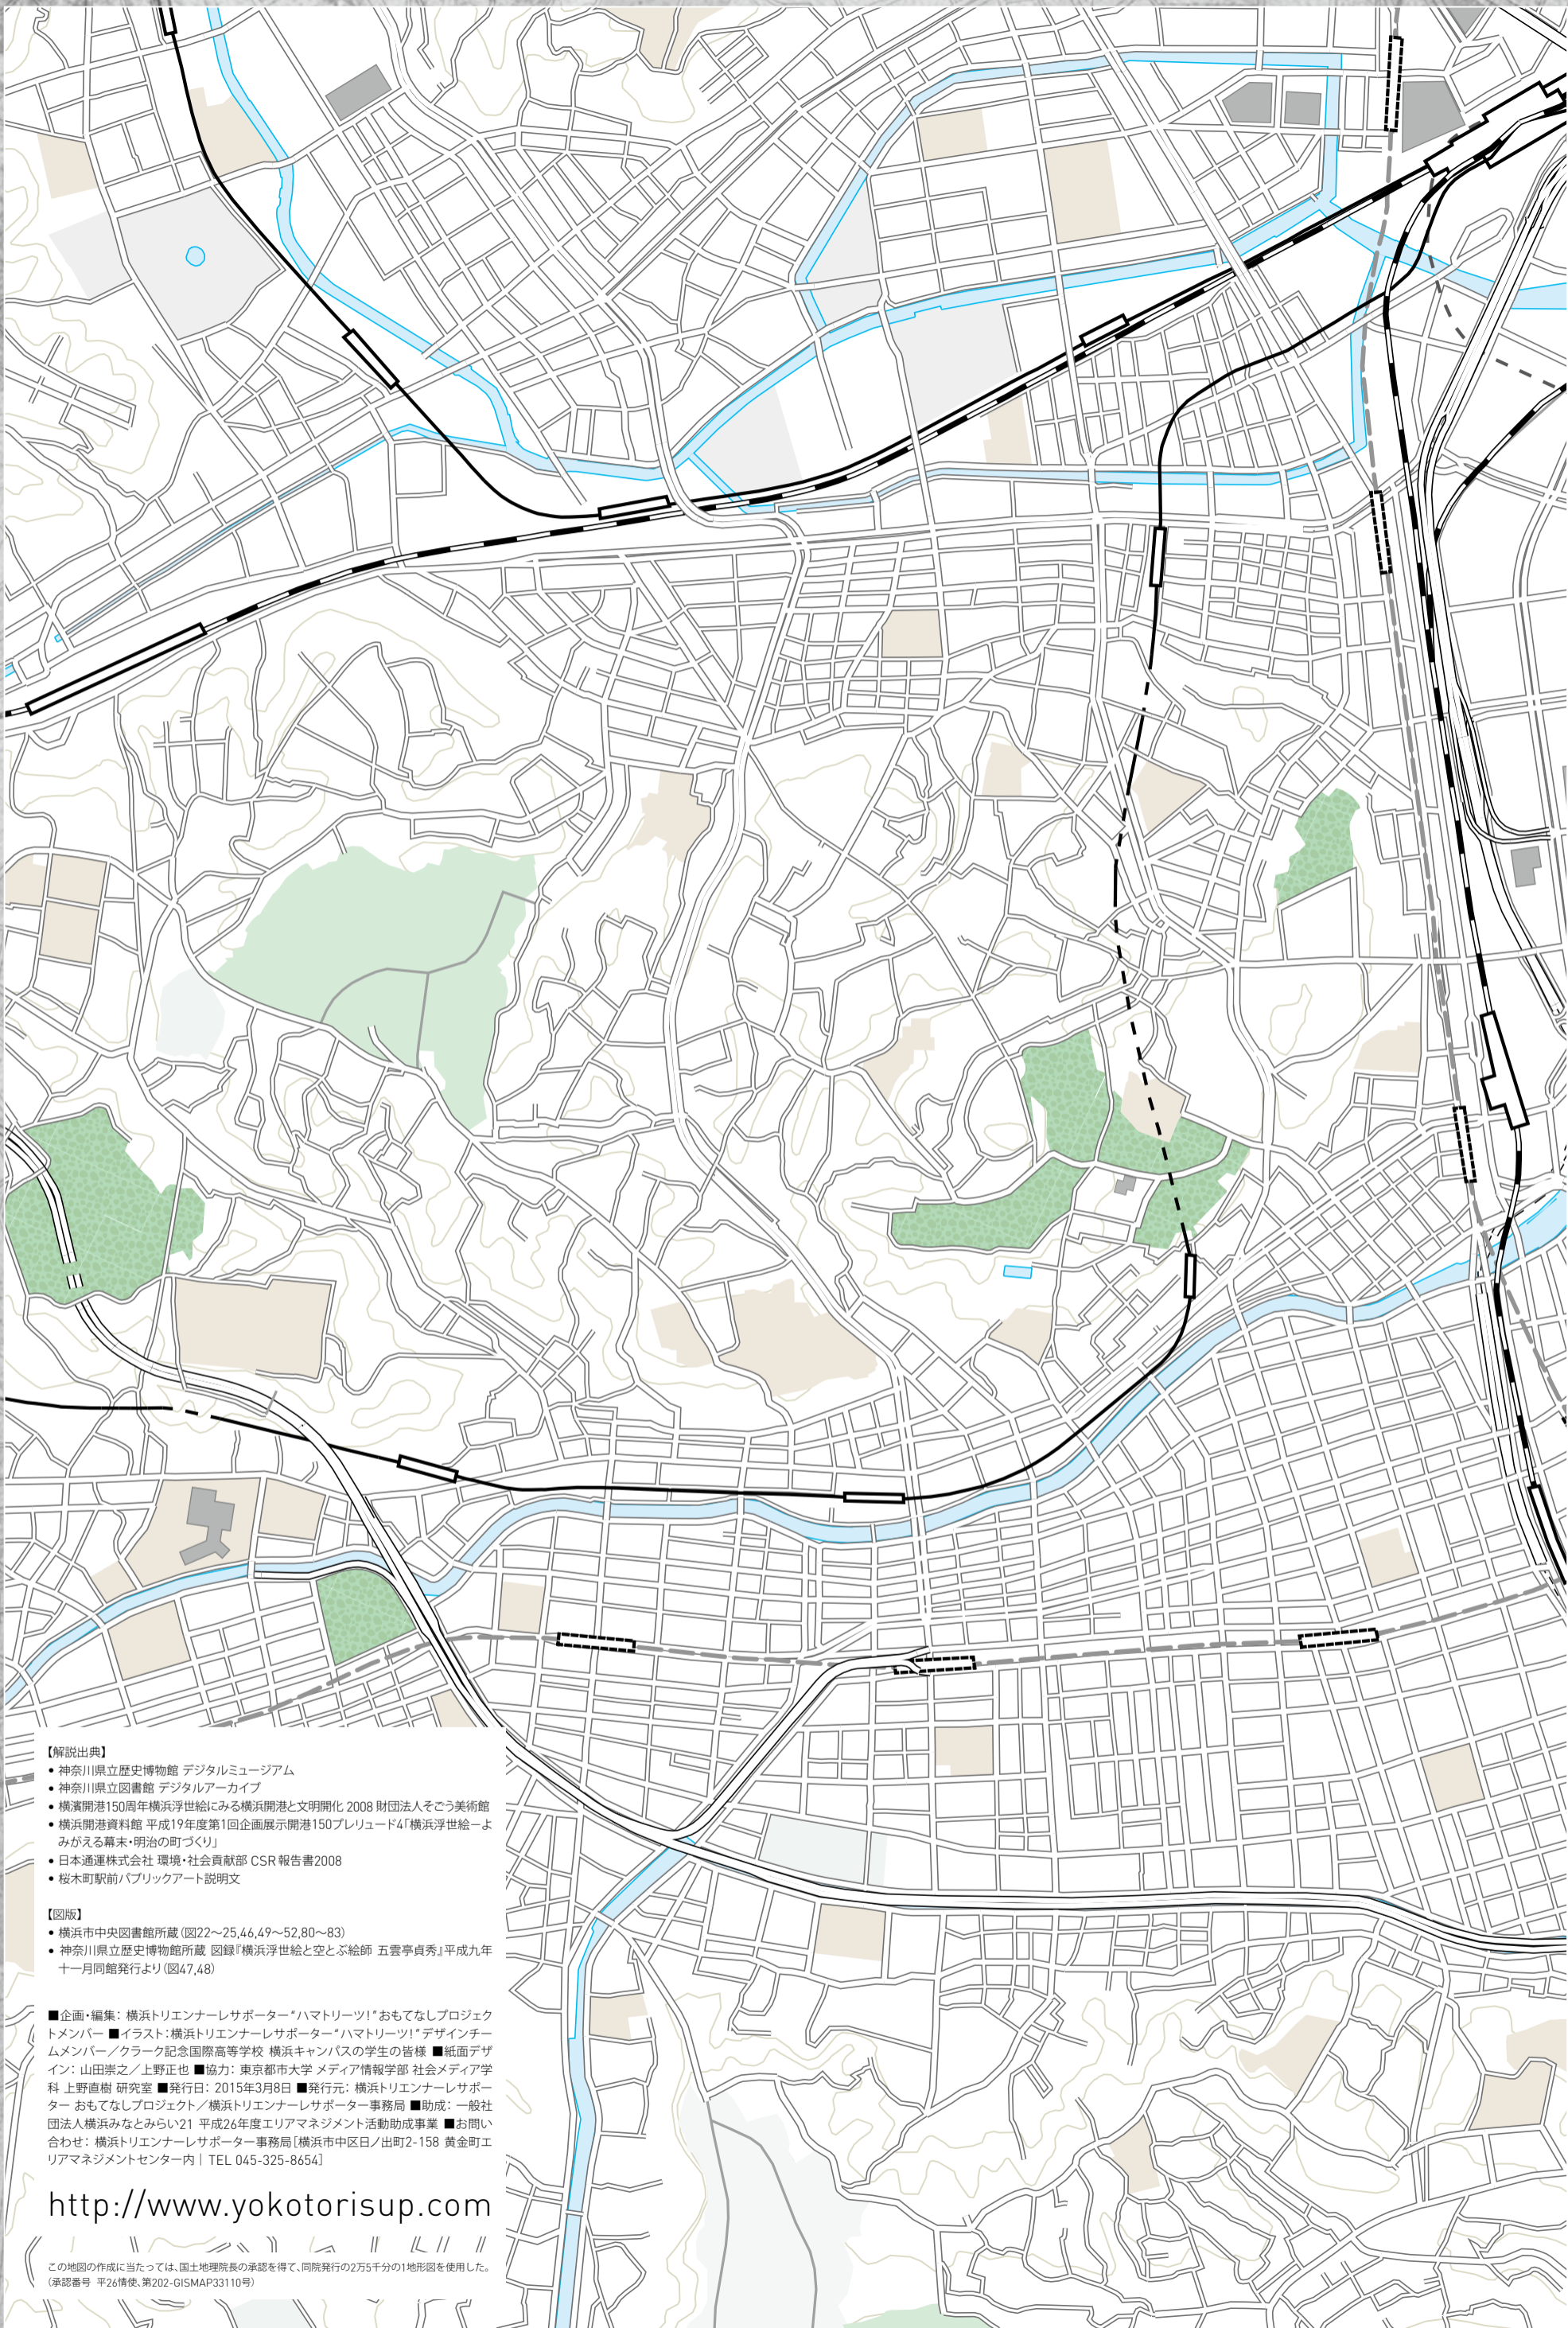 【解説出典】
• 神奈川県立歴史博物館 デジタルミュージアム
• 神奈川県立図書館 デジタルアーカイブ
• 横濱開港150周年横浜浮世絵にみる横浜開港と文明開化 2008 財団法人そごう美術館
• 横浜開港資料館 平成19年度第1回企画展示開港150プレリュード4「横浜浮世絵ーよ
みがえる幕末・明治の町づくり」
• 日本通運株式会社 環境・社会貢献部 CSR報告書2008
• 桜木町駅前パブリックアート説明文
【図版】
• 横浜市中央図書館所蔵(図22〜25,46,49〜52,80〜83)
• 神奈川県立歴史博物館所蔵 図録『横浜浮世絵と空とぶ絵師 五雲亭貞秀』平成九年
十一月同館発行より(図47,48)
■企画・編集: 横浜トリエンナーレサポーター“ハマトリーツ!”おもてなしプロジェク
トメンバー ■イラスト:横浜トリエンナーレサポーター“ハマトリーツ!”デザインチー
ムメンバー/クラーク記念国際高等学校 横浜キャンパスの学生の皆様 ■紙面デザ
イン: 山田崇之/上野正也 ■協力: 東京都市大学 メディア情報学部 社会メディア学
科 上野直樹 研究室 ■発行日: 2015年3月8日 ■発行元: 横浜トリエンナーレサポー
ター おもてなしプロジェクト/横浜トリエンナーレサポーター事務局 ■助成: 一般社
団法人横浜みなとみらい21 平成26年度エリアマネジメント活動助成事業 ■お問い
合わせ: 横浜トリエンナーレサポーター事務局[横浜市中区日ノ出町2-158 黄金町エ
リアマネジメントセンター内 | TEL 045-325-8654]
http://www.yokotorisup.com
この地図の作成に当たっては、国土地理院長の承認を得て、同院発行の2万5千分の1地形図を使用した。
(承認番号 平26情使、第202-GISMAP33110号)